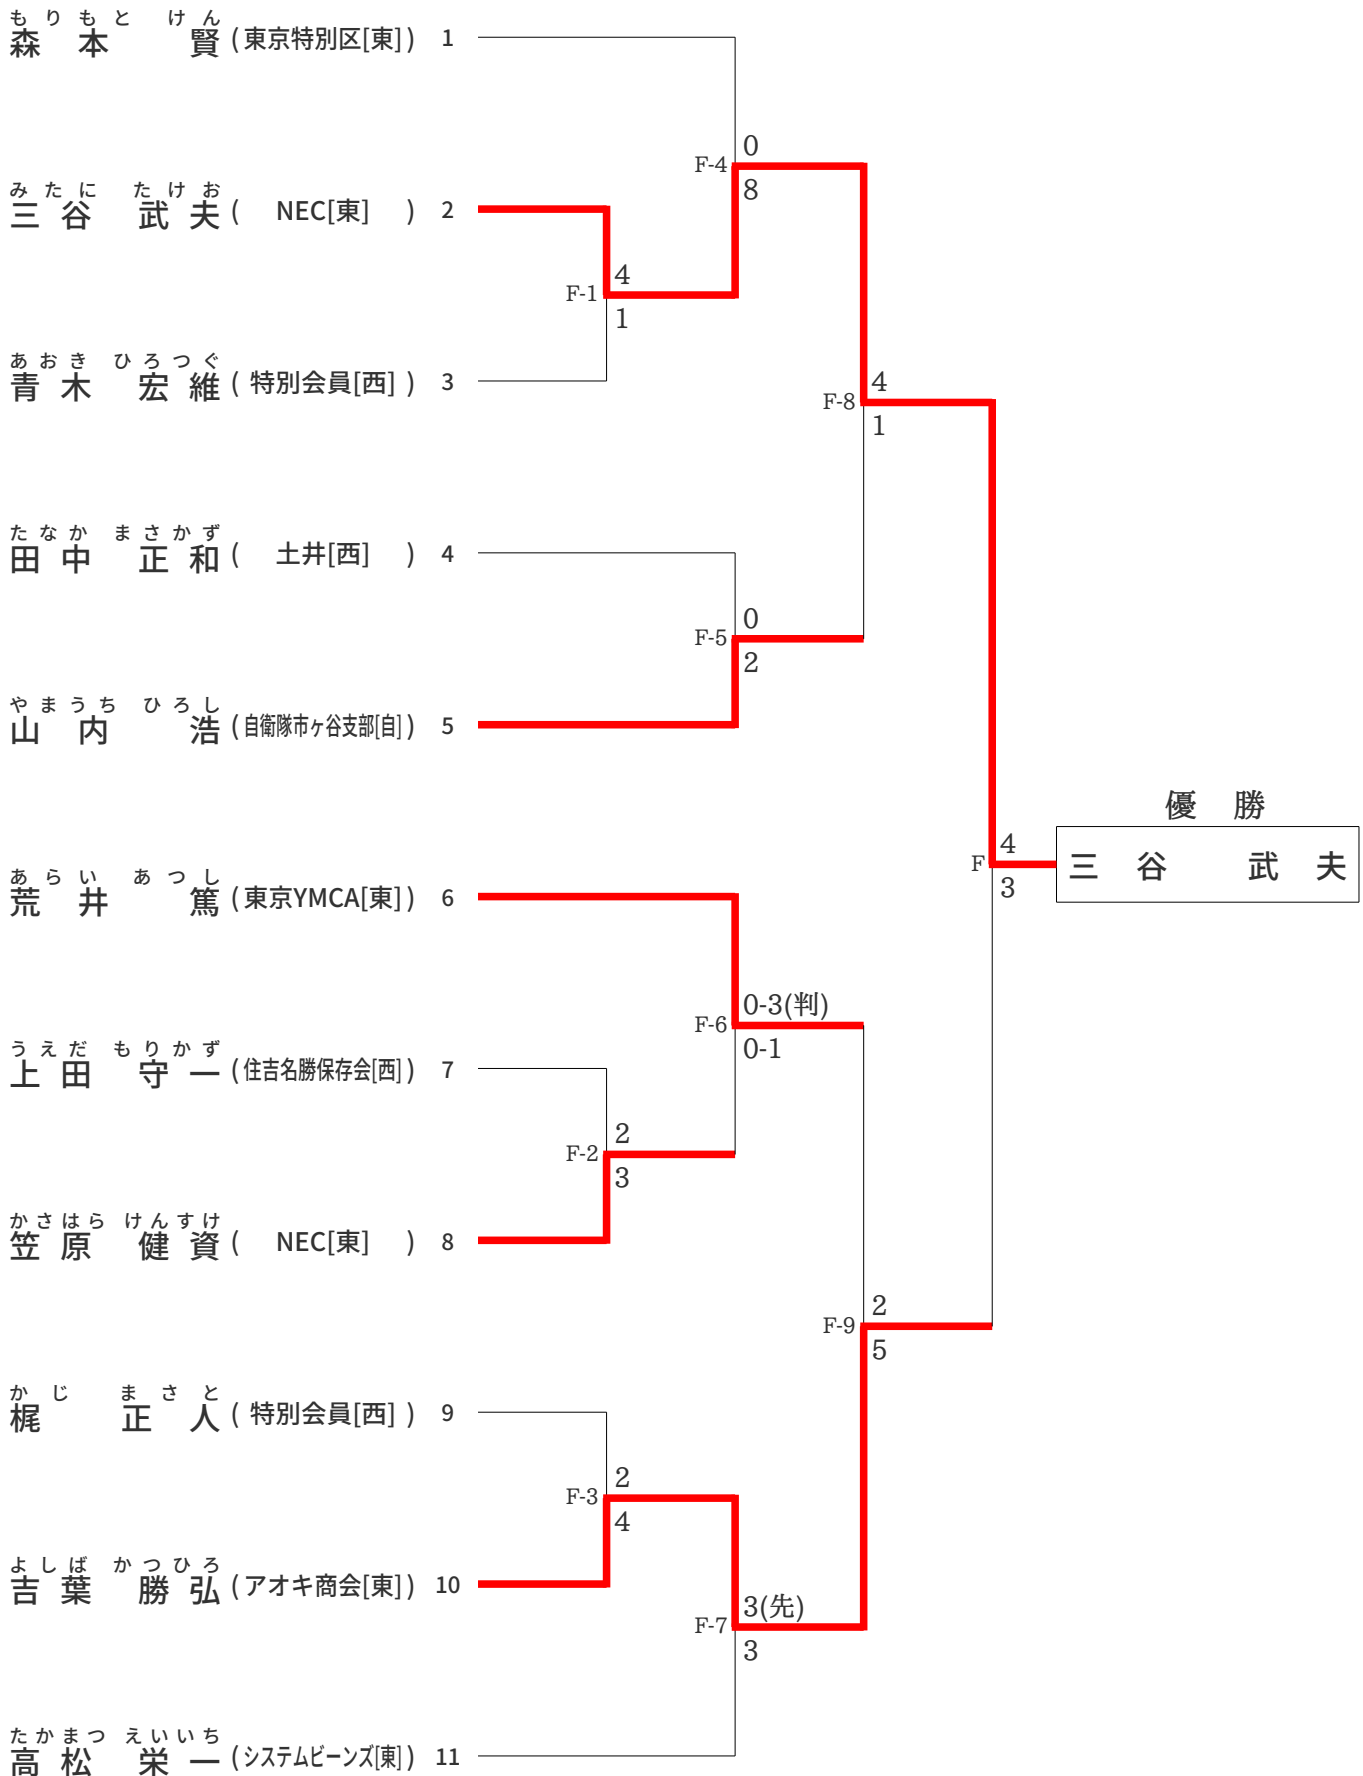 もりもと けん
森本 賢 (東京特別区[東]) 1
0
F-4
8
みたに たけお
三谷 武夫 ( NEC[東] ) 2
4
F-1
1
あおき ひろつぐ
青木 宏維 ( 特別会員[西] ) 3
4
F-8
1
たなか まさかず
田中 正和 ( 土井[西] ) 4
0
F-5
2
やまうち ひろし
山内 浩 (自衛隊市ヶ谷支部[自]) 5
優勝
4
F
3
三谷 武夫
あらい あつし
荒井 篤 (東京YMCA[東]) 6
0-3(判)
F-6
0-1
うえだ もりかず
上田 守一 (住吉名勝保存会[西]) 7
2
F-2
3
かさはら けんすけ
笠原 健資 ( NEC[東] ) 8
2
F-9
5
かじ まさと
梶 正人 ( 特別会員[西] ) 9
2
F-3
4
よしば かつひろ
吉葉 勝弘 (アオキ商会[東]) 10
3(先)
F-7
3
たかまつ えいいち
高松 栄一 (システムビーンズ[東]) 11